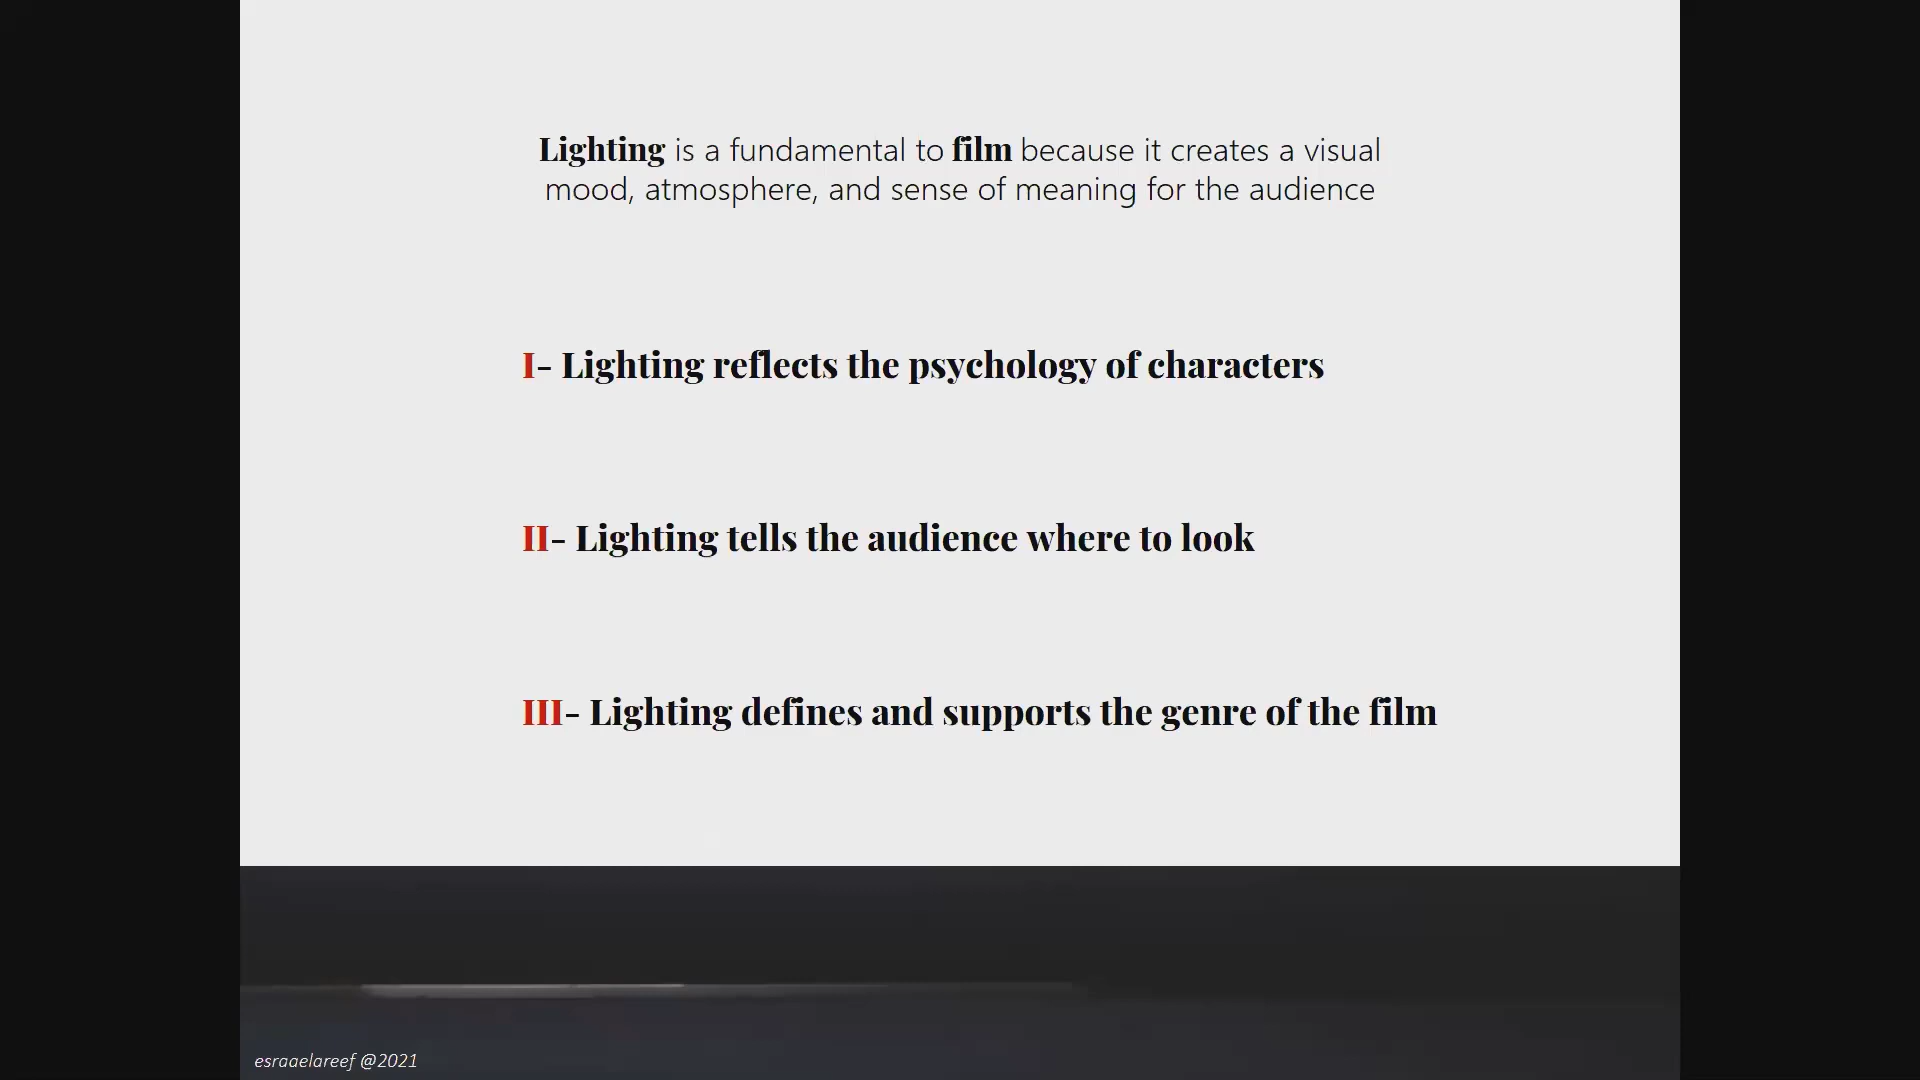 Lighting is a fundamental to film because it creates a visual
mood, atmosphere, and sense of meaning for the audience
I- Lighting reflects the psychology of characters
II- Lighting tells the audience where to look
III- Lighting defines and supports the genre of the film
esraaelareef @2021